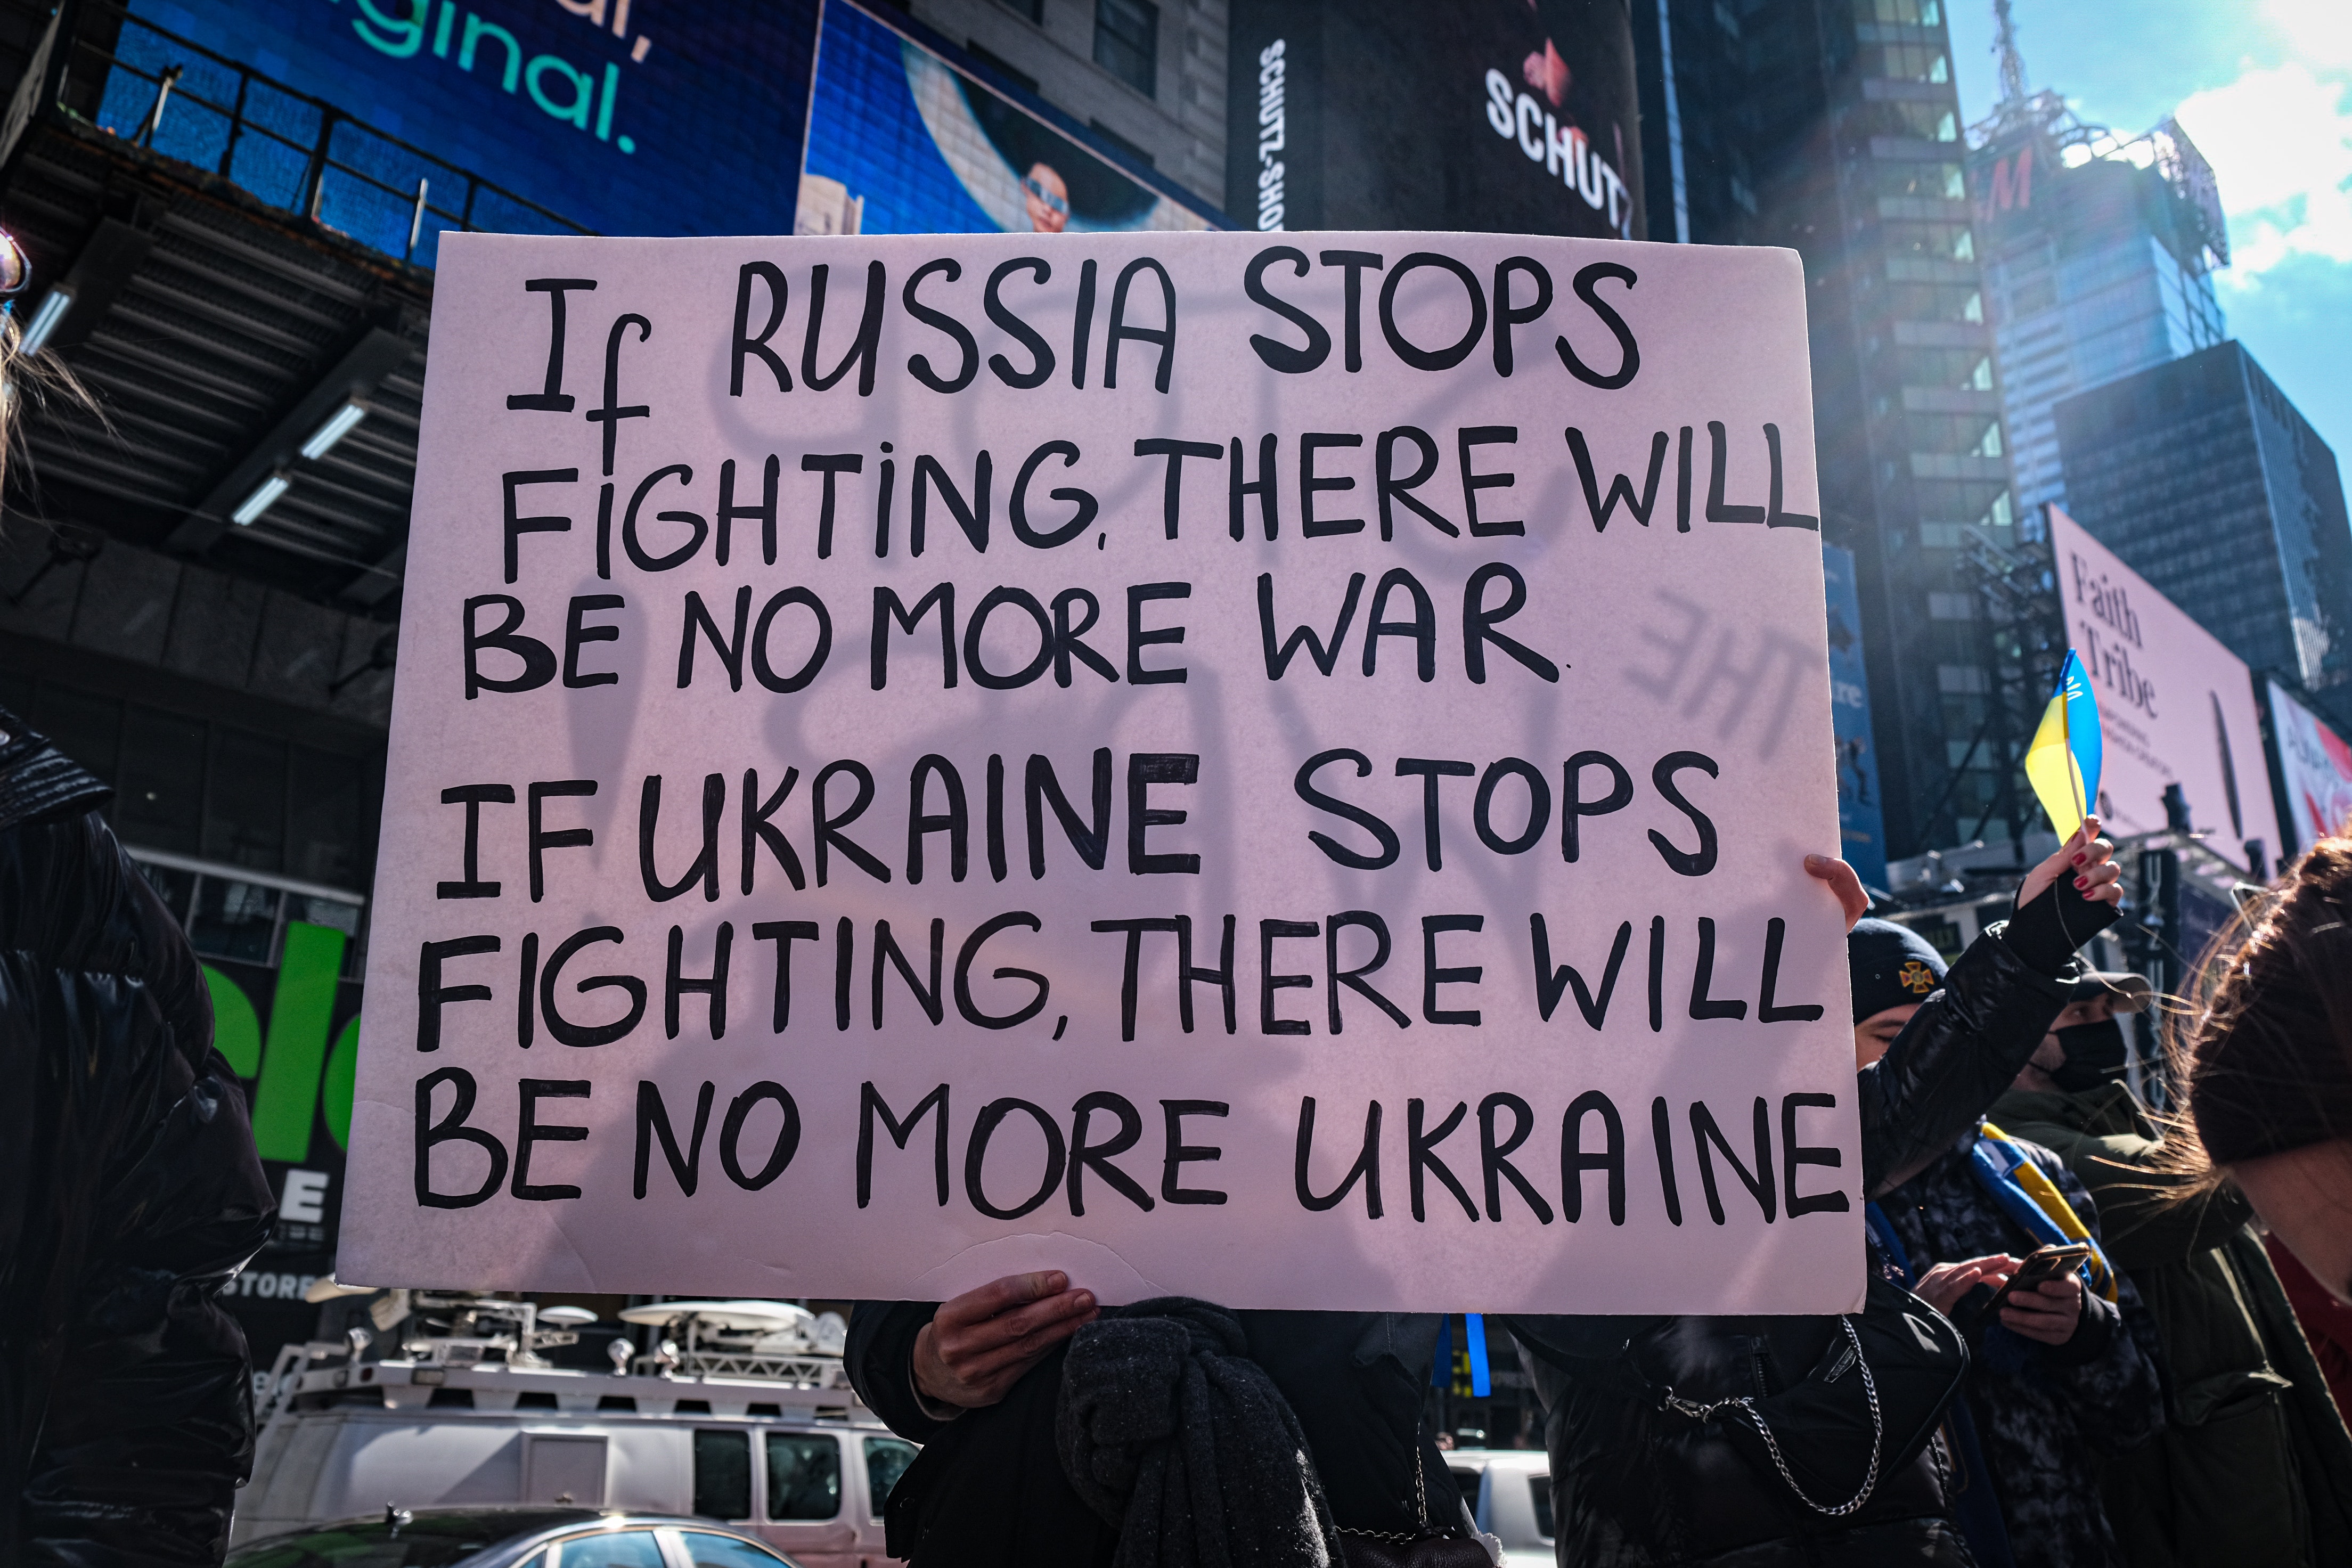 ginal.
SCHUTZ-SHO
SCHUTZ
If RUSSIA STOPS
FIGHTING, THERE WILL
BE NO MORE WAR.
THE
IF UKRAINE STOPS
FIGHTING, THERE WILL
BE NO MORE UKRAINE
Faith
Tribe
E
STORE